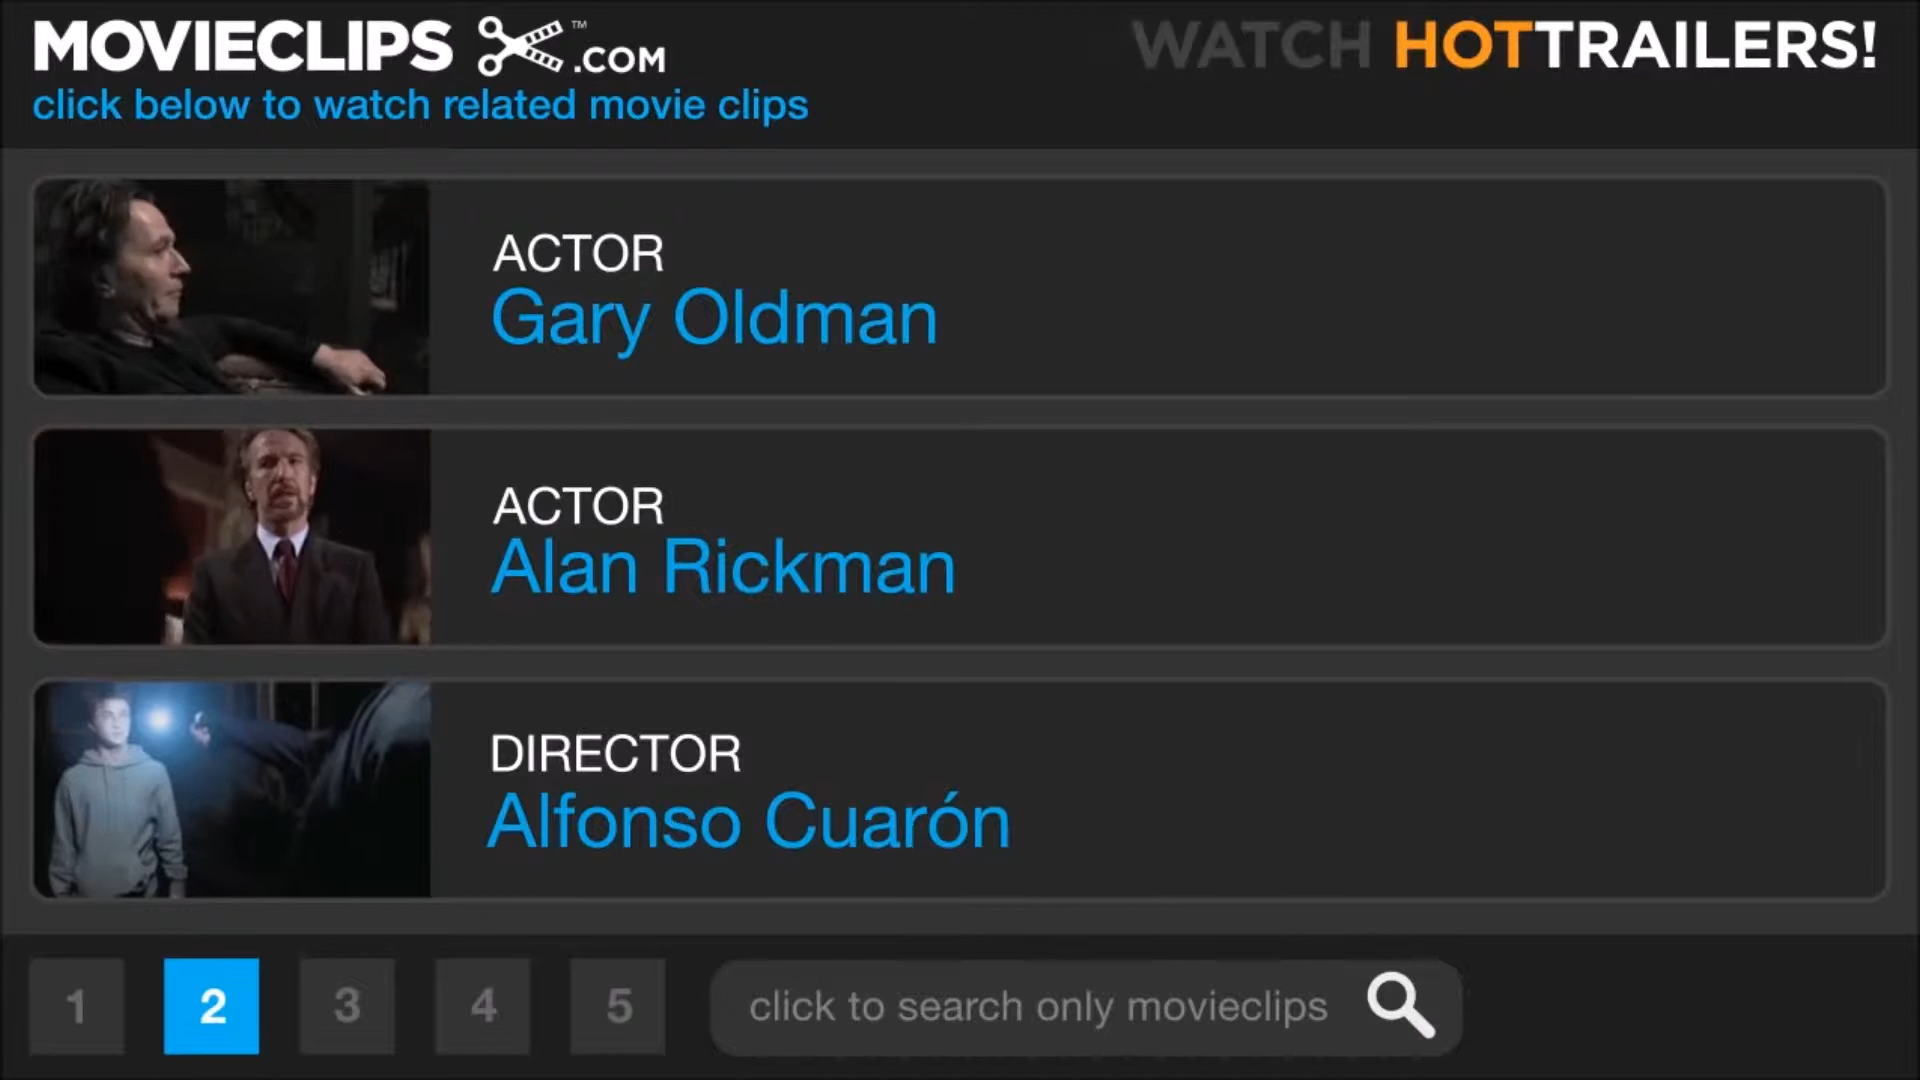 MOVIECLIPS ™ .COM
WATCH HOTTRAILERS!
click below to watch related movie clips
ACTOR
Gary Oldman
ACTOR
Alan Rickman
DIRECTOR
Alfonso Cuarón
1 2 3 4 5
click to search only movieclips